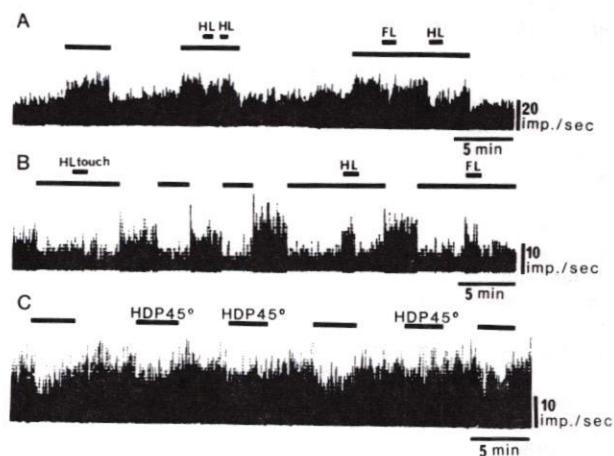 A
HL HL
FL HL
20
imp./sec
5 min
B
HLtouch
HL
FL
10
imp./sec
5 min
C
HDP45°
HDP45°
HDP45°
10
imp./sec
5 min